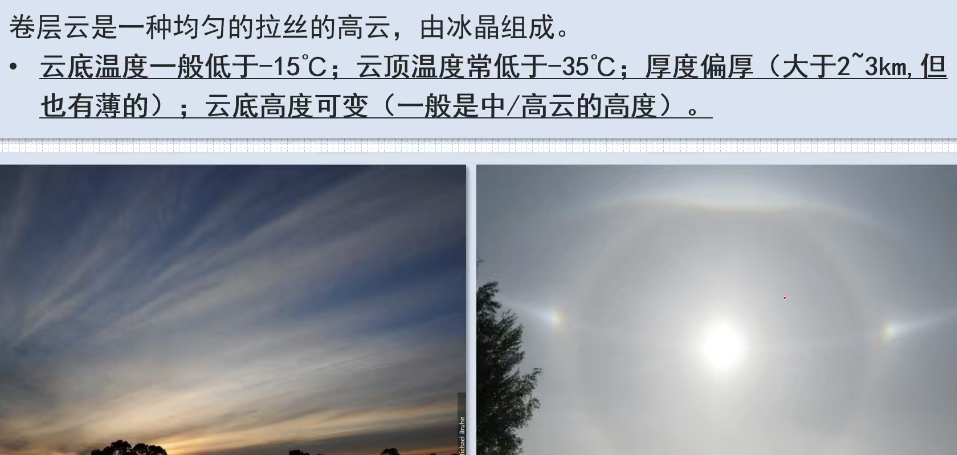 卷层云是一种均匀的拉丝的高云，由冰晶组成。
• 云底温度一般低于-15℃；云顶温度常低于-35℃；厚度偏厚（大于2~3km,但
也有薄的）；云底高度可变（一般是中/高云的高度）。